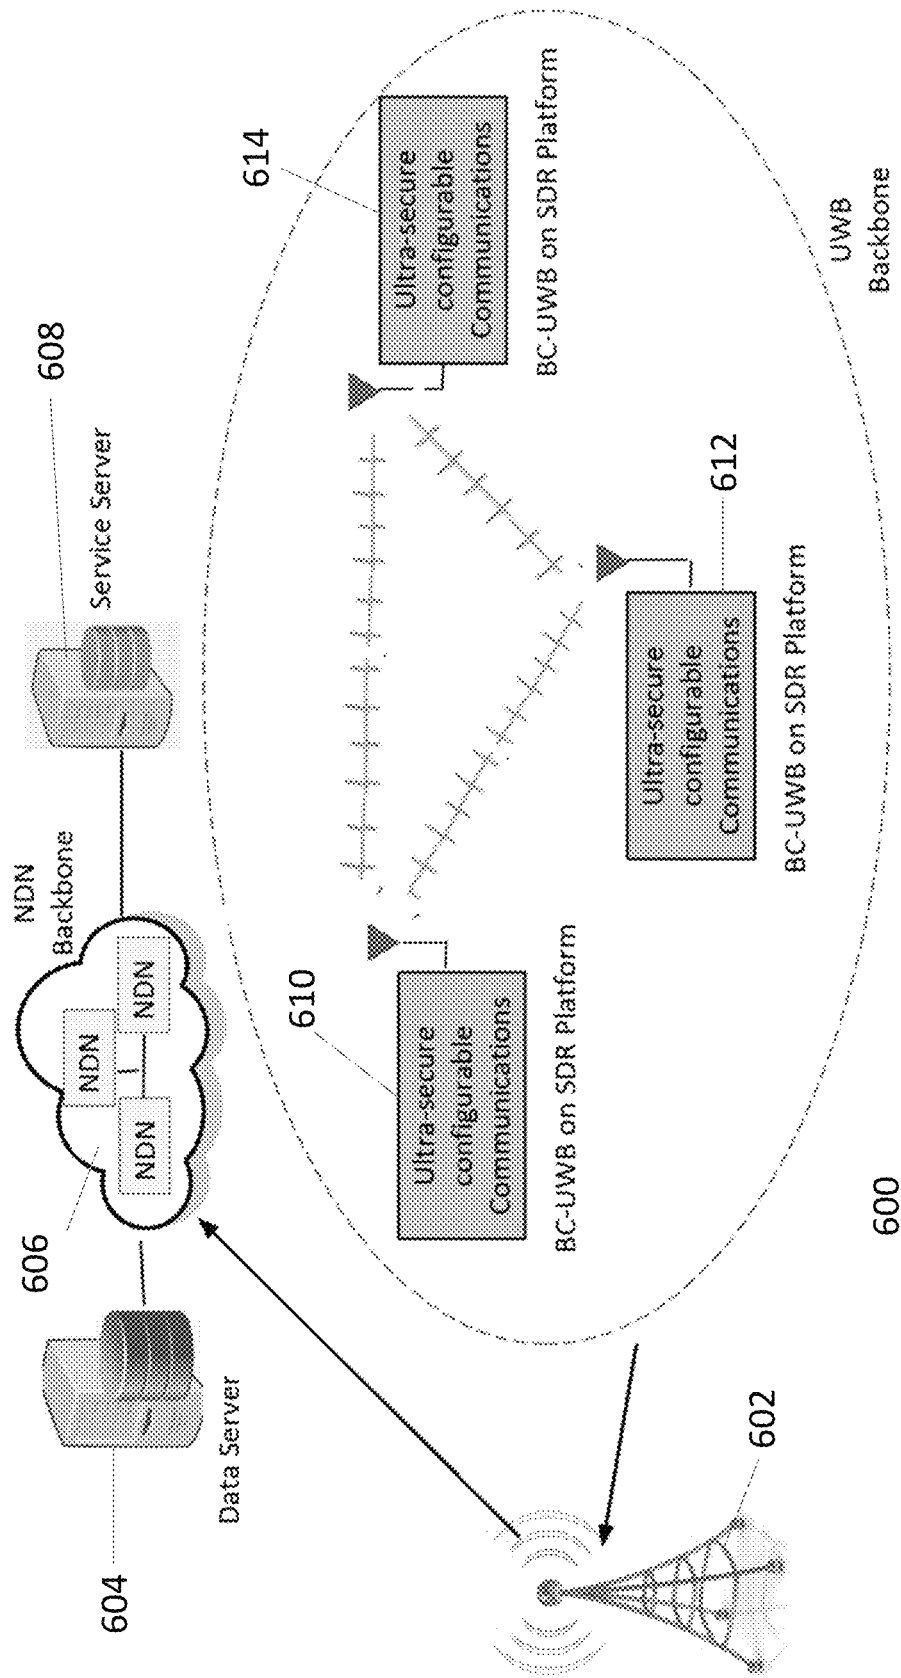 604
Data Server
606
NDN
NDN
NDN
NDN
Backbone
608
Service Server
602
610
Ultra-secure
configurable
Communications
BC-UWB on SDR Platform
612
Ultra-secure
configurable
Communications
BC-UWB on SDR Platform
614
Ultra-secure
configurable
Communications
BC-UWB on SDR Platform
UWB
Backbone
600